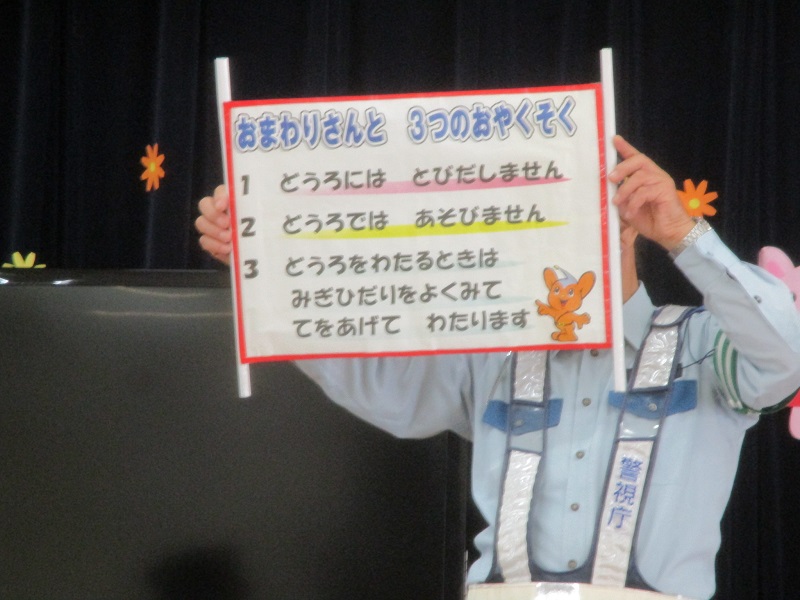 おまわりさんと　3つのおやくそく
1　どうろには　とびだしません
2　どうろでは　あそびません
3　どうろをわたるときは
みぎひだりをよくみて
てをあげて　わたります
警視庁